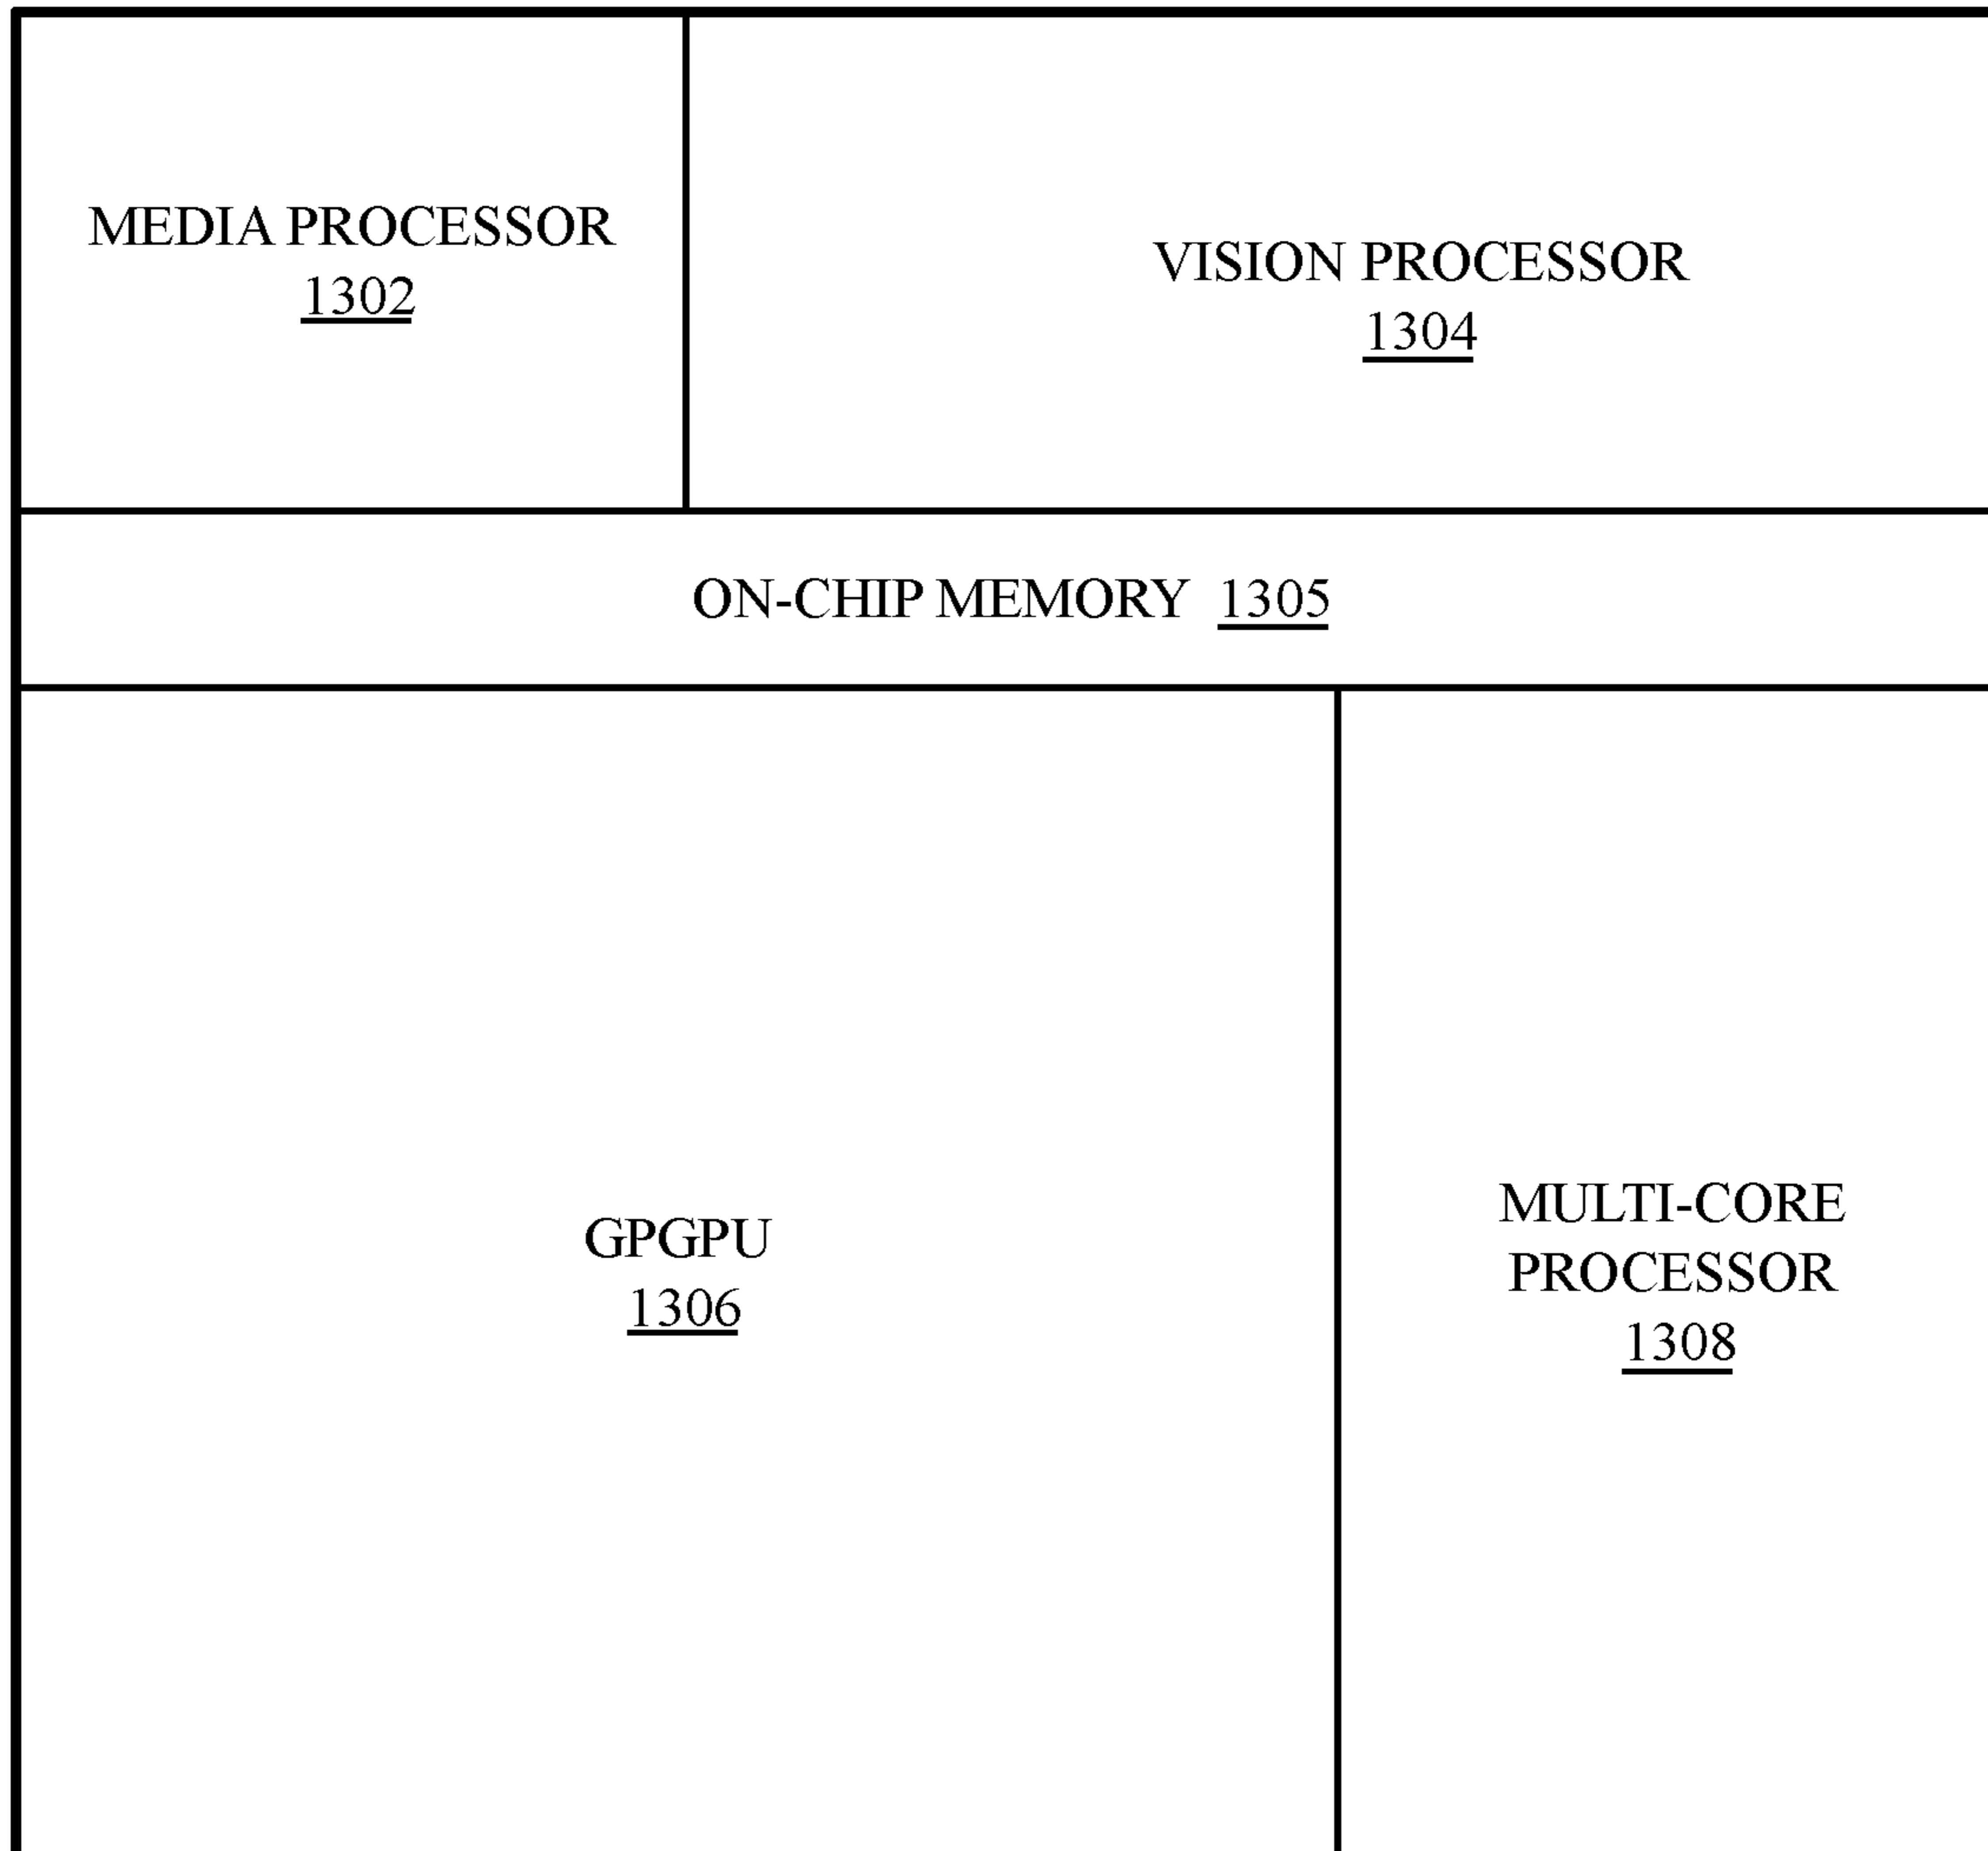 MEDIA PROCESSOR
1302
VISION PROCESSOR
1304
ON-CHIP MEMORY 1305
GPGPU
1306
MULTI-CORE
PROCESSOR
1308